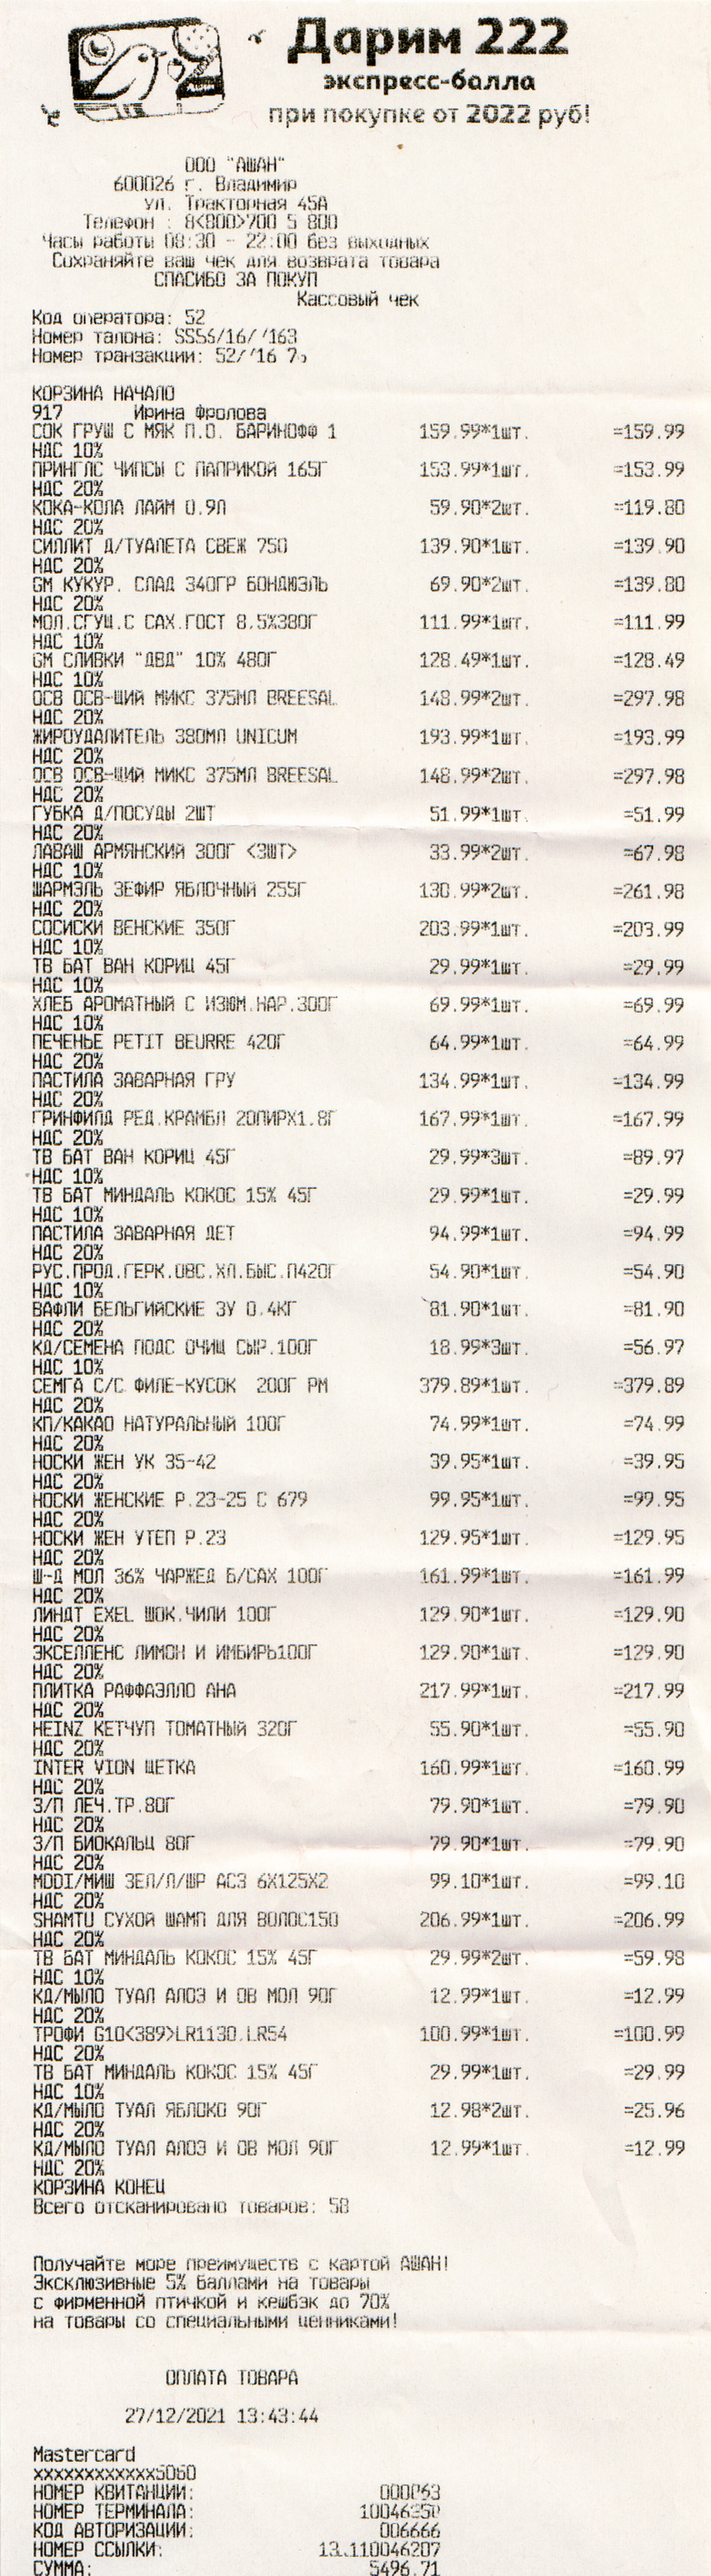 Дарим 222
экспресс-балла
при покупке от 2022 руб!
ООО "АШАН"
600026 г. Владимир
ул. Тракторная 45А
Телефон : 8<800>700 5 800
Часы работы 08:30 - 22:00 без выходных
Сохраняйте ваш чек для возврата товара
СПАСИБО ЗА ПОКУП
Кассовый чек
Код оператора: 52
Номер талона:
Номер транзакции:
КОРЗИНА НАЧАЛО
917 Ирина Фролова
СОК ГРУШ С МЯК П.О. БАРИНОФФ 1 159.99*1шт. =159.99
НДС 10%
ПРИНГЛС ЧИПСЫ С ПАПРИКОЙ 165Г 153.99*1шт. =153.99
НДС 20%
КОКА-КОЛА ЛАЙМ 0.9Л 59.90*2шт. =119.80
НДС 20%
СИЛЛИТ Д/ТУАЛЕТА СВЕЖ 750 139.90*1шт. =139.90
НДС 20%
GM КУКУР. СЛАД 340ГР БОНДЮЭЛЬ 69.90*2шт. =139.80
НДС 20%
МОЛ.СГУЩ.С САХ.ГОСТ 8.5%380Г 111.99*1шт. =111.99
НДС 10%
GM СЛИВКИ "ДВД" 10% 480Г 128.49*1шт. =128.49
НДС 10%
ОСВ ОСВ-ЩИЙ МИКС 375МЛ BREESAL 148.99*2шт. =297.98
НДС 20%
ЖИРОУДАЛИТЕЛЬ 380МЛ UNICUM 193.99*1шт. =193.99
НДС 20%
ОСВ ОСВ-ЩИЙ МИКС 375МЛ BREESAL 148.99*2шт. =297.98
НДС 20%
ГУБКА Д/ПОСУДЫ 2ШТ 51.99*1шт. =51.99
НДС 20%
ЛАВАШ АРМЯНСКИЙ 300Г <3ШТ> 33.99*2шт. =67.98
НДС 10%
ШАРМЭЛЬ ЗЕФИР ЯБЛОЧНЫЙ 255Г 130.99*2шт. =261.98
НДС 20%
СОСИСКИ ВЕНСКИЕ 350Г 203.99*1шт. =203.99
НДС 10%
ТВ БАТ ВАН КОРИЦ 45Г 29.99*1шт. =29.99
НДС 10%
ХЛЕБ АРОМАТНЫЙ С ИЗЮМ.НАР.300Г 69.99*1шт. =69.99
НДС 10%
ПЕЧЕНЬЕ PETIT BEURRE 420Г 64.99*1шт. =64.99
НДС 20%
ПАСТИЛА ЗАВАРНАЯ ГРУ 134.99*1шт. =134.99
НДС 20%
ГРИНФИЛД РЕД.КРАМБЛ 20ПИРХ1.8Г 167.99*1шт. =167.99
НДС 20%
ТВ БАТ ВАН КОРИЦ 45Г 29.99*3шт. =89.97
НДС 10%
ТВ БАТ МИНДАЛЬ КОКОС 15% 45Г 29.99*1шт. =29.99
НДС 10%
ПАСТИЛА ЗАВАРНАЯ ДЕТ 94.99*1шт. =94.99
НДС 20%
РУС.ПРОД.ГЕРК.ОВС.ХЛ.БЫС.П420Г 54.90*1шт. =54.90
НДС 10%
ВАФЛИ БЕЛЬГИЙСКИЕ ЗУ 0.4КГ 81.90*1шт. =81.90
НДС 20%
КД/СЕМЕНА ПОДС ОЧИЩ СЫР.100Г 18.99*3шт. =56.97
НДС 10%
СЕМГА С/С ФИЛЕ-КУСОК 200Г РМ 379.89*1шт. =379.89
НДС 20%
КП/КАКАО НАТУРАЛЬНЫЙ 100Г 74.99*1шт. =74.99
НДС 20%
НОСКИ ЖЕН УК 35-42 39.95*1шт. =39.95
НДС 20%
НОСКИ ЖЕНСКИЕ Р.23-25 С 679 99.95*1шт. =99.95
НДС 20%
НОСКИ ЖЕН УТЕП Р.23 129.95*1шт. =129.95
НДС 20%
Ш-Д МОЛ 36% ЧАРЖЕД Б/САХ 100Г 161.99*1шт. =161.99
НДС 20%
ЛИНДТ EXEL ШОК.ЧИЛИ 100Г 129.90*1шт. =129.90
НДС 20%
ЭКСЕЛЛЕНС ЛИМОН И ИМБИРЬ100Г 129.90*1шт. =129.90
НДС 20%
ПЛИТКА РАФФАЭЛЛО АНА 217.99*1шт. =217.99
НДС 20%
HEINZ КЕТЧУП ТОМАТНЫЙ 320Г 55.90*1шт. =55.90
НДС 20%
INTER VION ЩЕТКА 160.99*1шт. =160.99
НДС 20%
З/П ЛЕЧ.ТР.80Г 79.90*1шт. =79.90
НДС 20%
З/П БИОКАЛЬЦ 80Г 79.90*1шт. =79.90
НДС 20%
MODI/МИШ ЗЕЛ/Л/ШР АСЗ 6Х125Х2 99.10*1шт. =99.10
НДС 20%
SHAMTU СУХОЙ ШАМП ДЛЯ ВОЛОС150 206.99*1шт. =206.99
НДС 20%
ТВ БАТ МИНДАЛЬ КОКОС 15% 45Г 29.99*2шт. =59.98
НДС 10%
КД/МЫЛО ТУАЛ АЛОЭ И ОВ МОЛ 90Г 12.99*1шт. =12.99
НДС 20%
ТРОФИ G10<389>LR1130.LR54 100.99*1шт. =100.99
НДС 20%
ТВ БАТ МИНДАЛЬ КОКОС 15% 45Г 29.99*1шт. =29.99
НДС 10%
КД/МЫЛО ТУАЛ ЯБЛОКО 90Г 12.98*2шт. =25.96
НДС 20%
КД/МЫЛО ТУАЛ АЛОЭ И ОВ МОЛ 90Г 12.99*1шт. =12.99
НДС 20%
КОРЗИНА КОНЕЦ
Всего отсканировано товаров: 58
Получайте море преимуществ с картой АШАН!
Эксклюзивные 5% баллами на товары
с фирменной птичкой и кешбэк до 70%
на товары со специальными ценниками!
ОПЛАТА ТОВАРА
27/12/2021 13:43:44
Mastercard
xxxxxxxxxxxx5060
НОМЕР КВИТАНЦИИ:
НОМЕР ТЕРМИНАЛА:
КОД АВТОРИЗАЦИИ: 006666
НОМЕР ССЫЛКИ:
СУММА: 5496.71